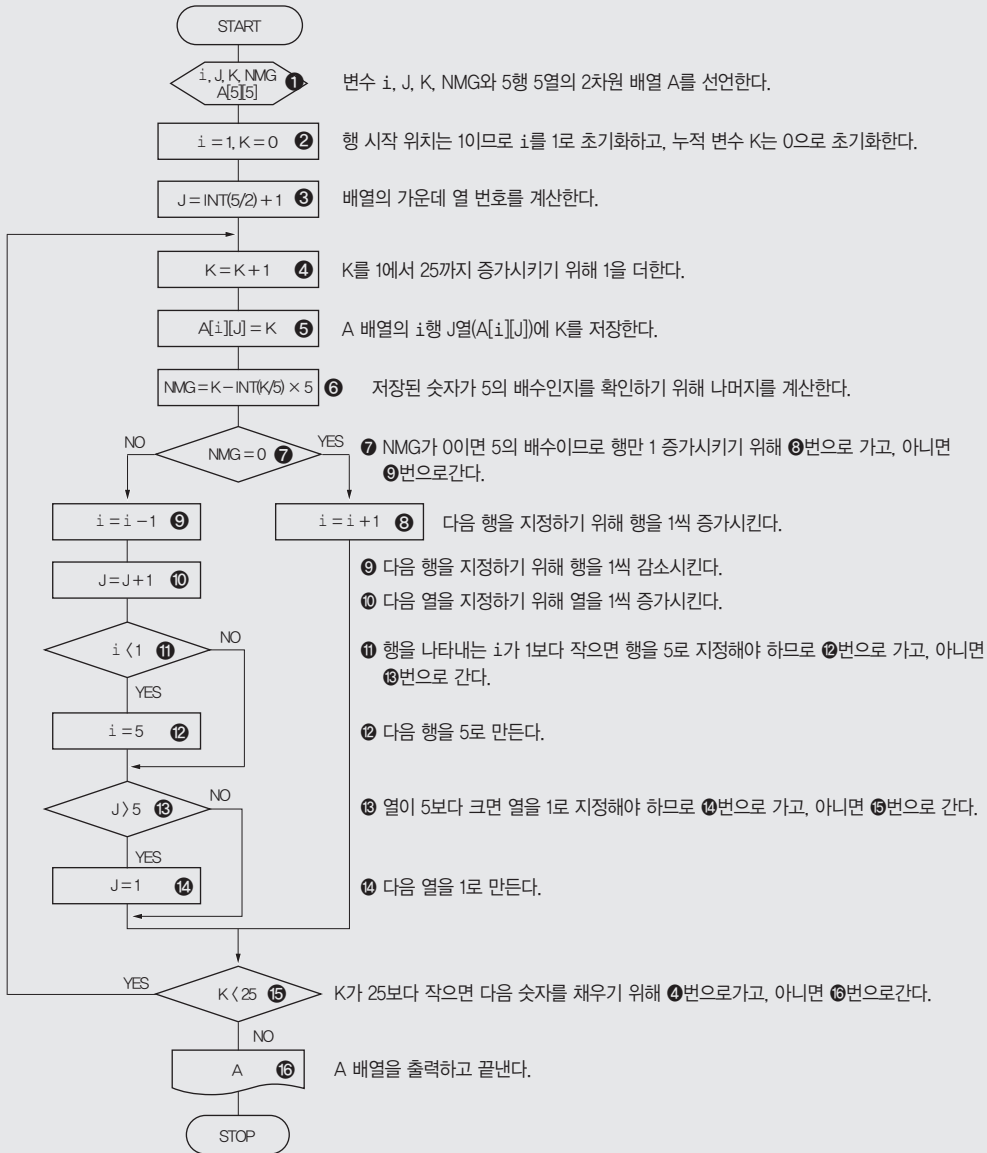 START
i, J, K, NMG
A[5][5] ❶ 변수 i, J, K, NMG와 5행 5열의 2차원 배열 A를 선언한다.
i=1, K=0 ❷ 행 시작 위치는 1이므로 i를 1로 초기화하고, 누적 변수 K는 0으로 초기화한다.
J=INT(5/2)+1 ❸ 배열의 가운데 열 번호를 계산한다.
K=K+1 ❹ K를 1에서 25까지 증가시키기 위해 1을 더한다.
A[i][J]=K ❺ A 배열의 i행 J열(A[i][J])에 K를 저장한다.
NMG=K-INT(K/5)×5 ❻ 저장된 숫자가 5의 배수인지를 확인하기 위해 나머지를 계산한다.
NO NMG=0 ❼ YES ❼ NMG가 0이면 5의 배수이므로 행만 1 증가시키기 위해 ❽번으로 가고, 아니면
❾번으로간다.
i=i-1 ❾ i=i+1 ❽ 다음 행을 지정하기 위해 행을 1씩 증가시킨다.
❾ 다음 행을 지정하기 위해 행을 1씩 감소시킨다.
J=J+1 ❿ ❿ 다음 열을 지정하기 위해 열을 1씩 증가시킨다.
i〈1 ⓫ NO ⓫ 행을 나타내는 i가 1보다 작으면 행을 5로 지정해야 하므로 ⓬번으로 가고, 아니면
⓭번으로 간다.
YES
i=5 ⓬ ⓬ 다음 행을 5로 만든다.
J〉5 ⓭ NO ⓭ 열이 5보다 크면 열을 1로 지정해야 하므로 ⓮번으로 가고, 아니면 ⓯번으로 간다.
YES
J=1 ⓮ ⓮ 다음 열을 1로 만든다.
YES K〈25 ⓯ K가 25보다 작으면 다음 숫자를 채우기 위해 ❹번으로가고, 아니면 ⓰번으로간다.
NO
A ⓰ A 배열을 출력하고 끝낸다.
STOP